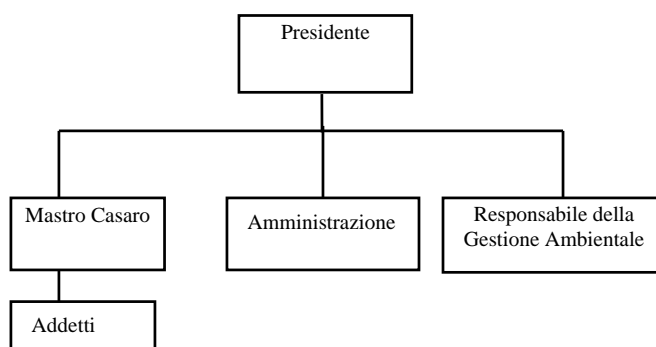 Presidente
Mastro Casaro
Amministrazione
Responsabile della
Gestione Ambientale
Addetti